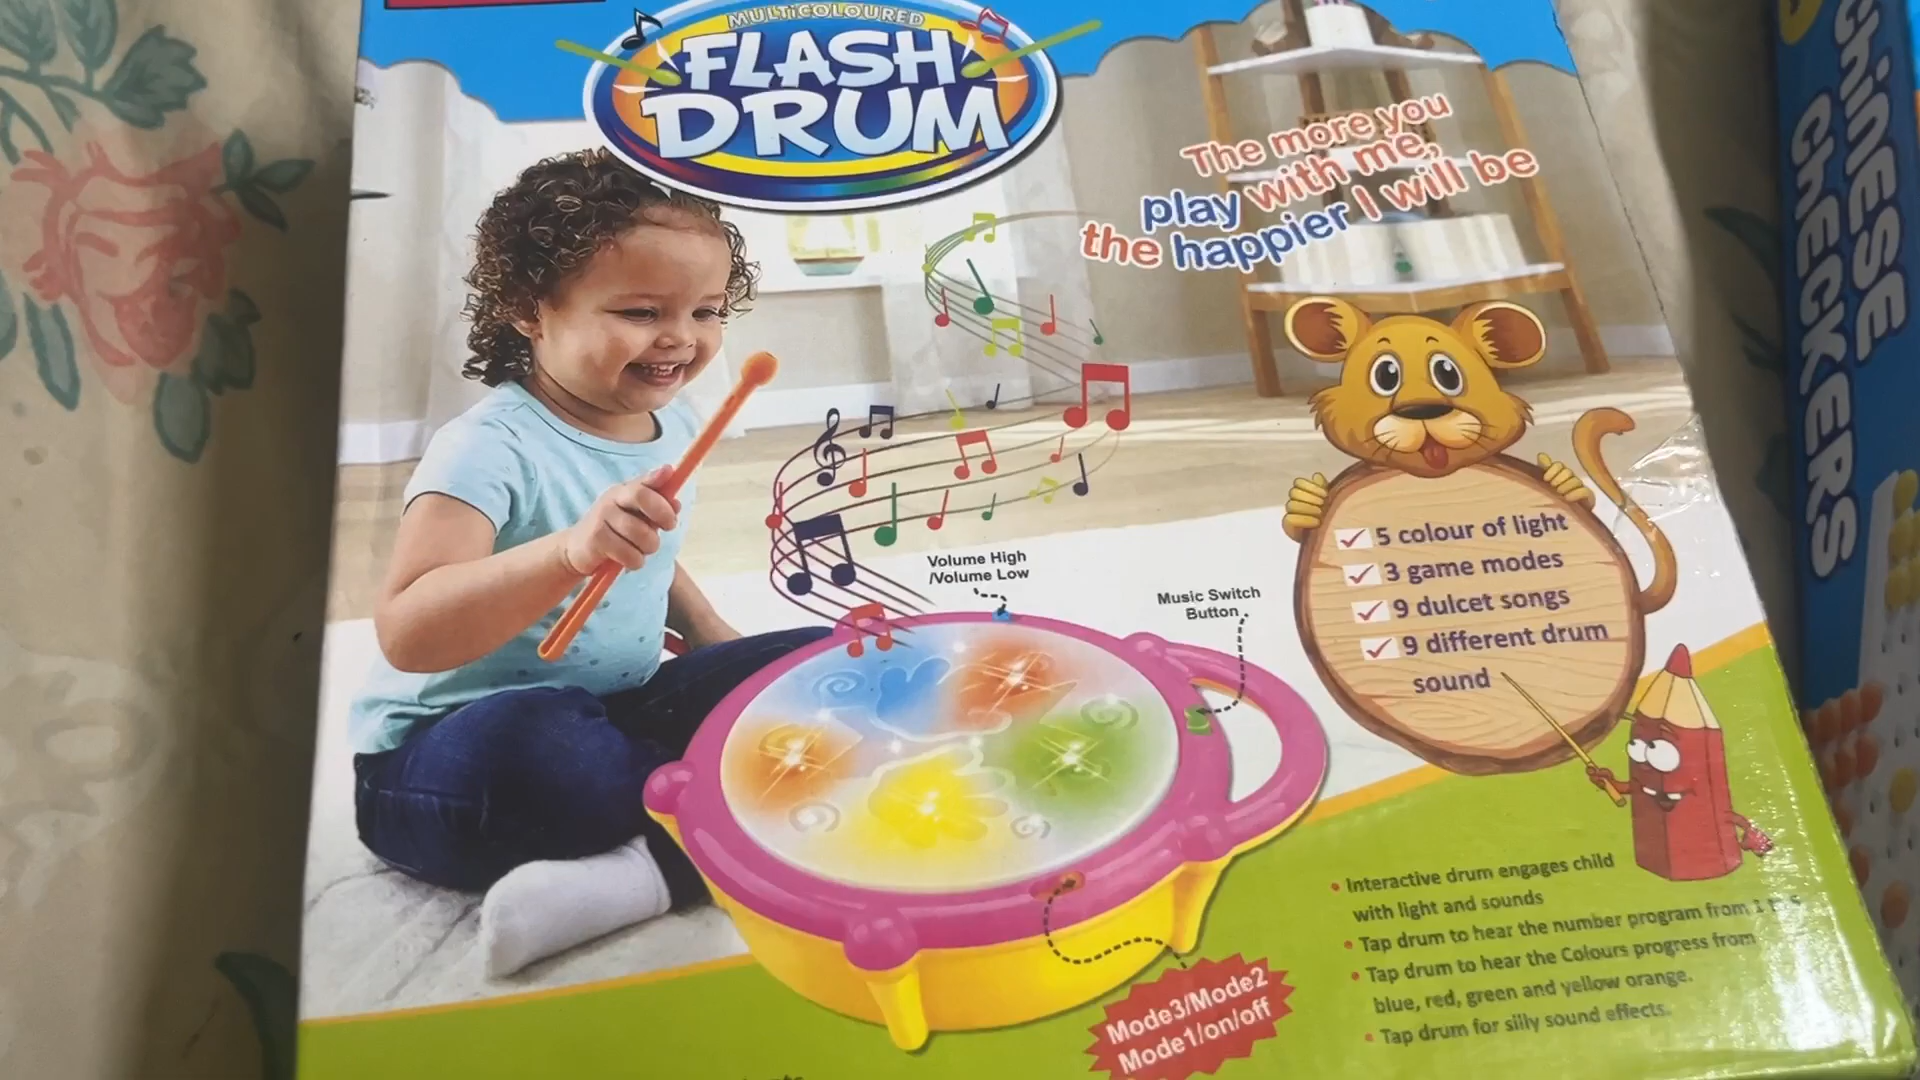 MULTiCOLOURED
FLASH
DRUM
The more you
play with me,
the happier I will be
Volume High
/Volume Low
Music Switch
Button
5 colour of light
3 game modes
9 dulcet songs
9 different drum
sound
• Interactive drum engages child
with light and sounds
• Tap drum to hear the number program from 1 to 5
• Tap drum to hear the Colours progress from
blue, red, green and yellow orange.
• Tap drum for silly sound effects.
Mode3/Mode2
Mode1/on/off
CHiNESE
CHECKERS